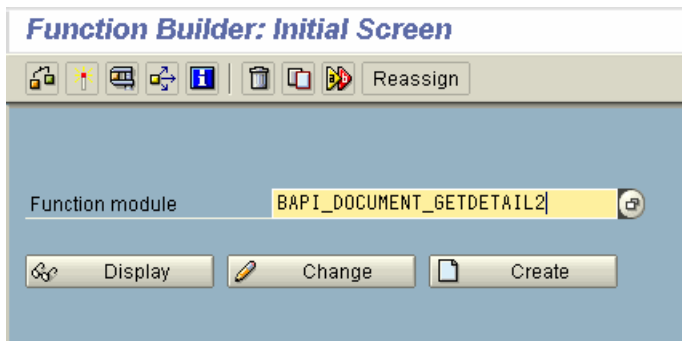 Function Builder: Initial Screen
Reassign
Function module BAPI_DOCUMENT_GETDETAIL2
Display Change Create